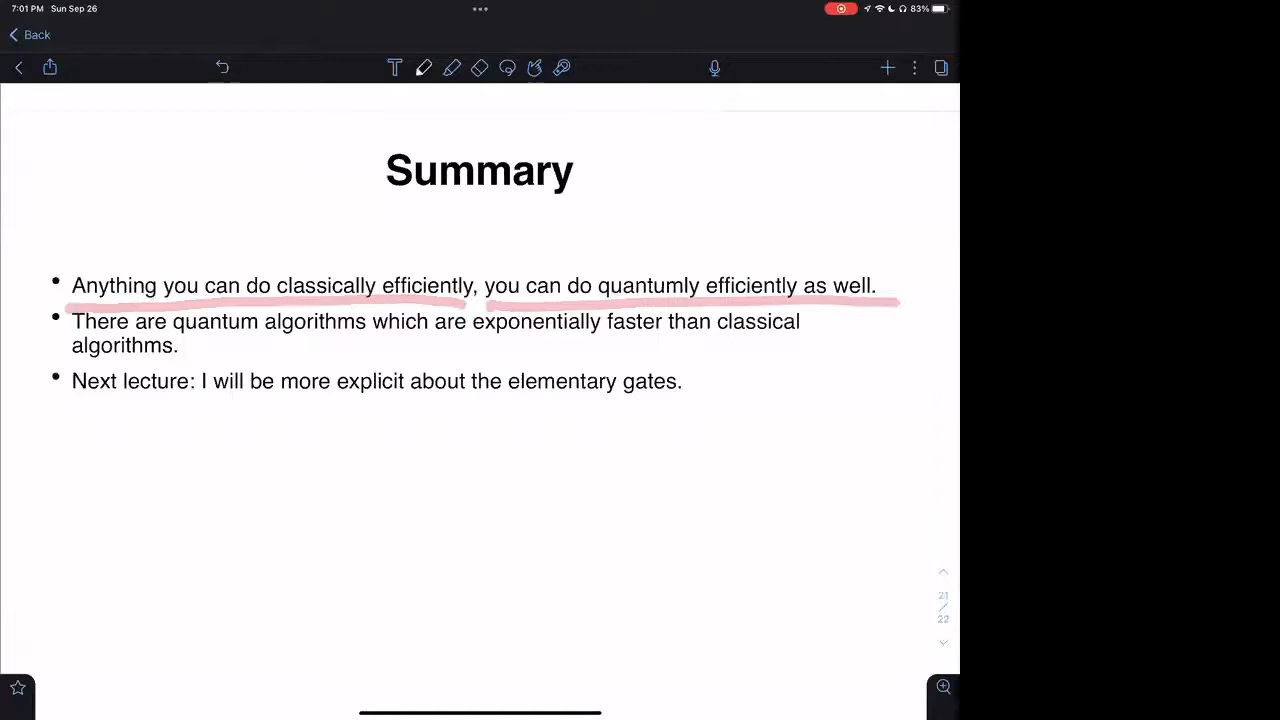 7:01 PM Sun Sep 26
83%
Back
Summary
• Anything you can do classically efficiently, you can do quantumly efficiently as well.
• There are quantum algorithms which are exponentially faster than classical
algorithms.
• Next lecture: I will be more explicit about the elementary gates.
21
/
22